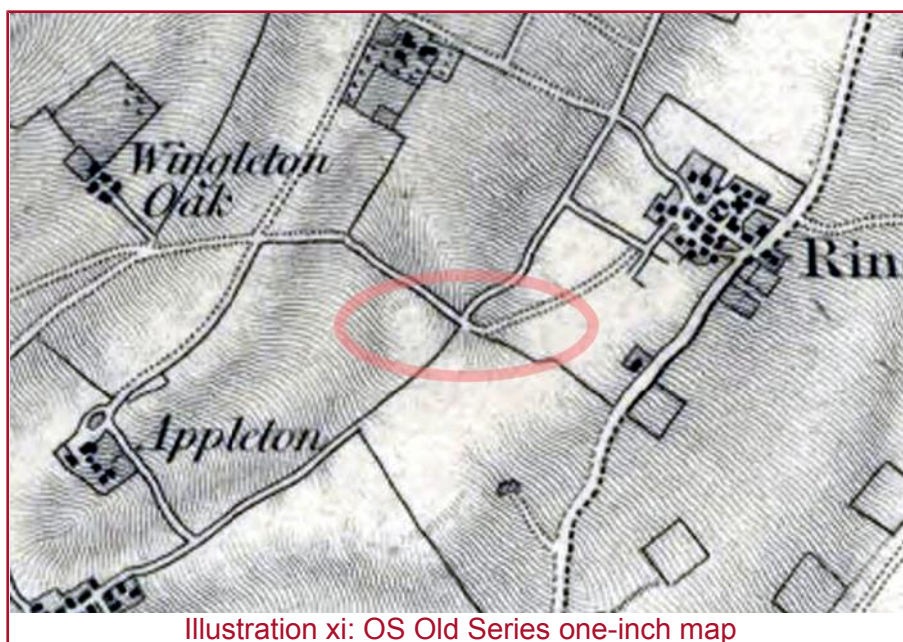 Wingleton
Oak
Rin
Appleton
Illustration xi: OS Old Series one-inch map